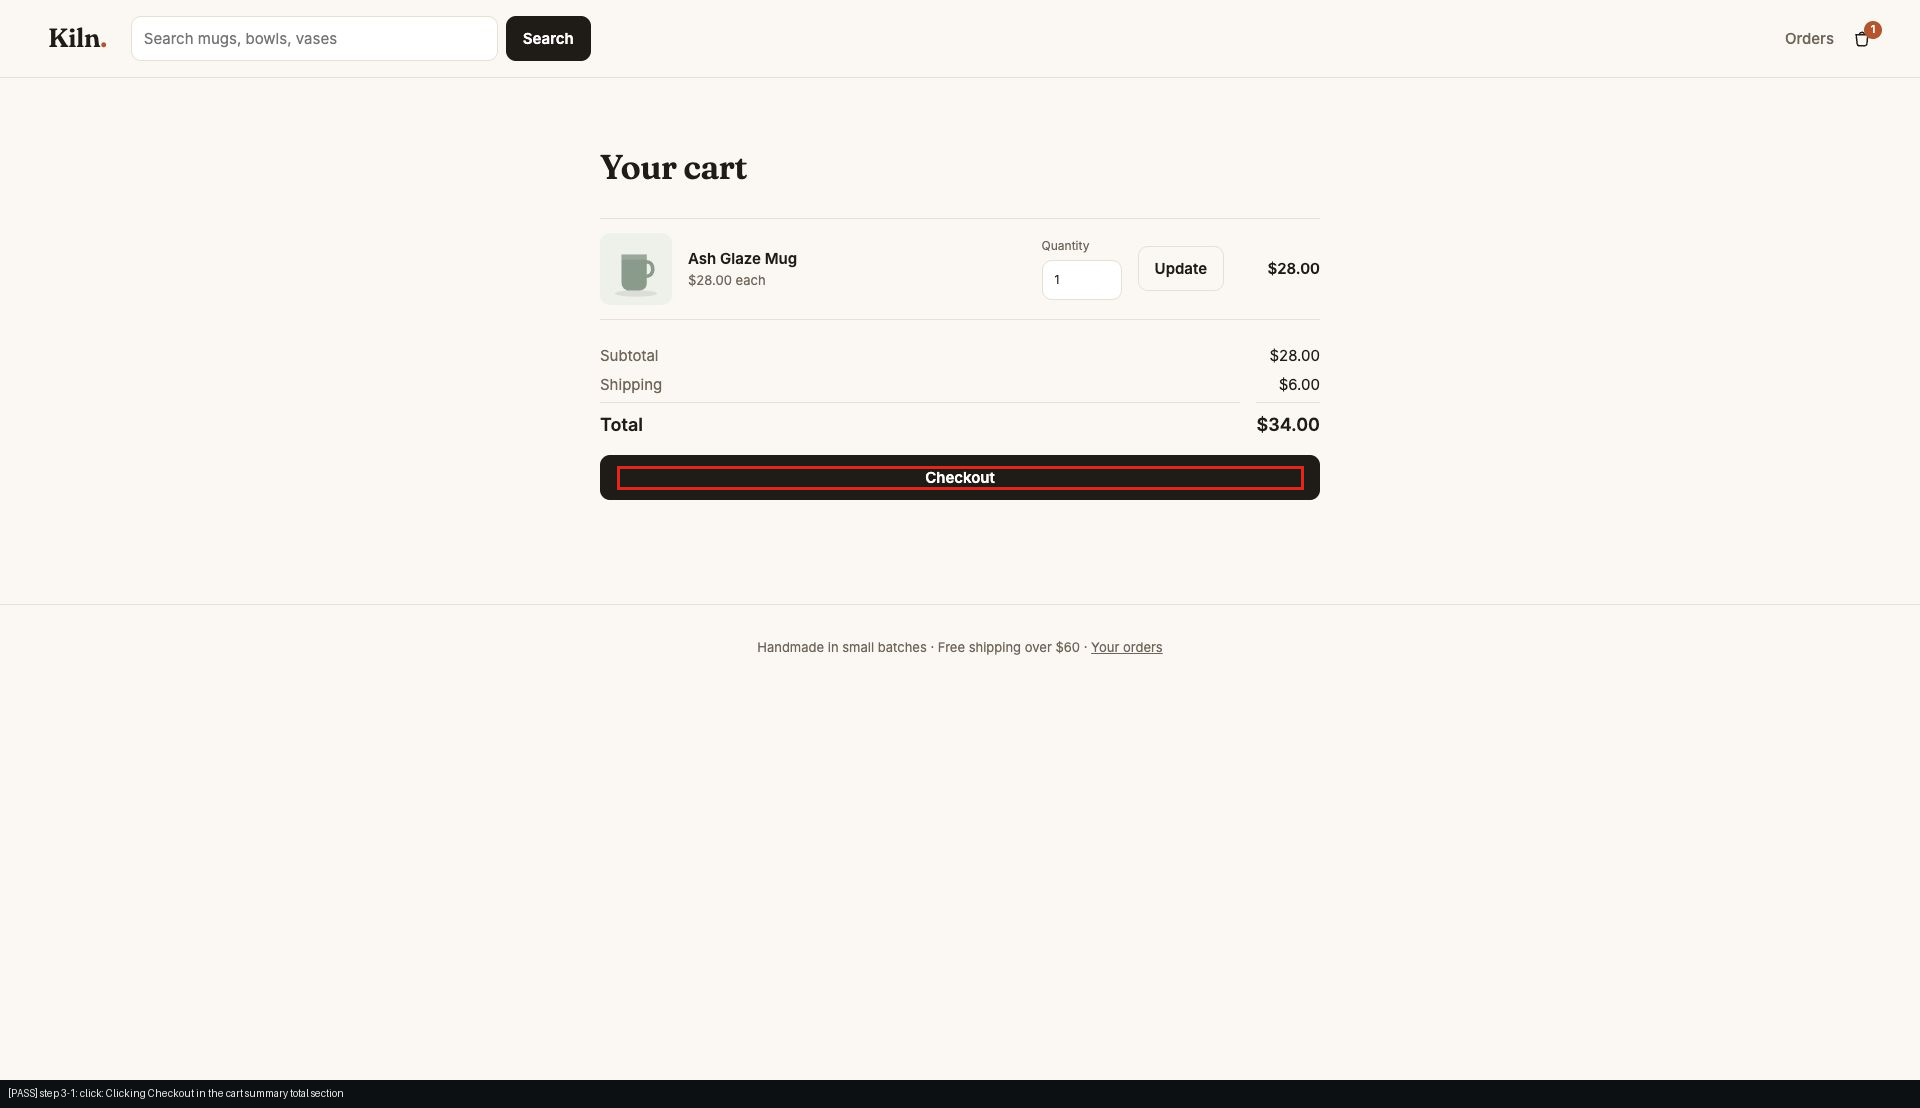 Kiln.
Search mugs, bowls, vases
Search
Orders
1
Your cart
Ash Glaze Mug
$28.00 each
Quantity
1
Update
$28.00
Subtotal
$28.00
Shipping
$6.00
Total
$34.00
Checkout
Handmade in small batches · Free shipping over $60 · Your orders
[PASS] step 3-1: click: Clicking Checkout in the cart summary total section